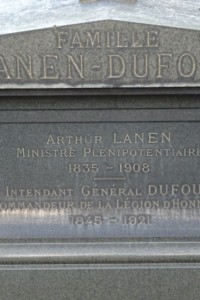 FAMILLE
ANEN-DUFO
ARTHUR LANEN
MINISTRE PLENIPOTENTIAIRE
1835 - 1908
INTENDANT GÉNÉRAL DUFOU
COMMANDEUR DE LA LÉGION D'HONN
1845 - 1921